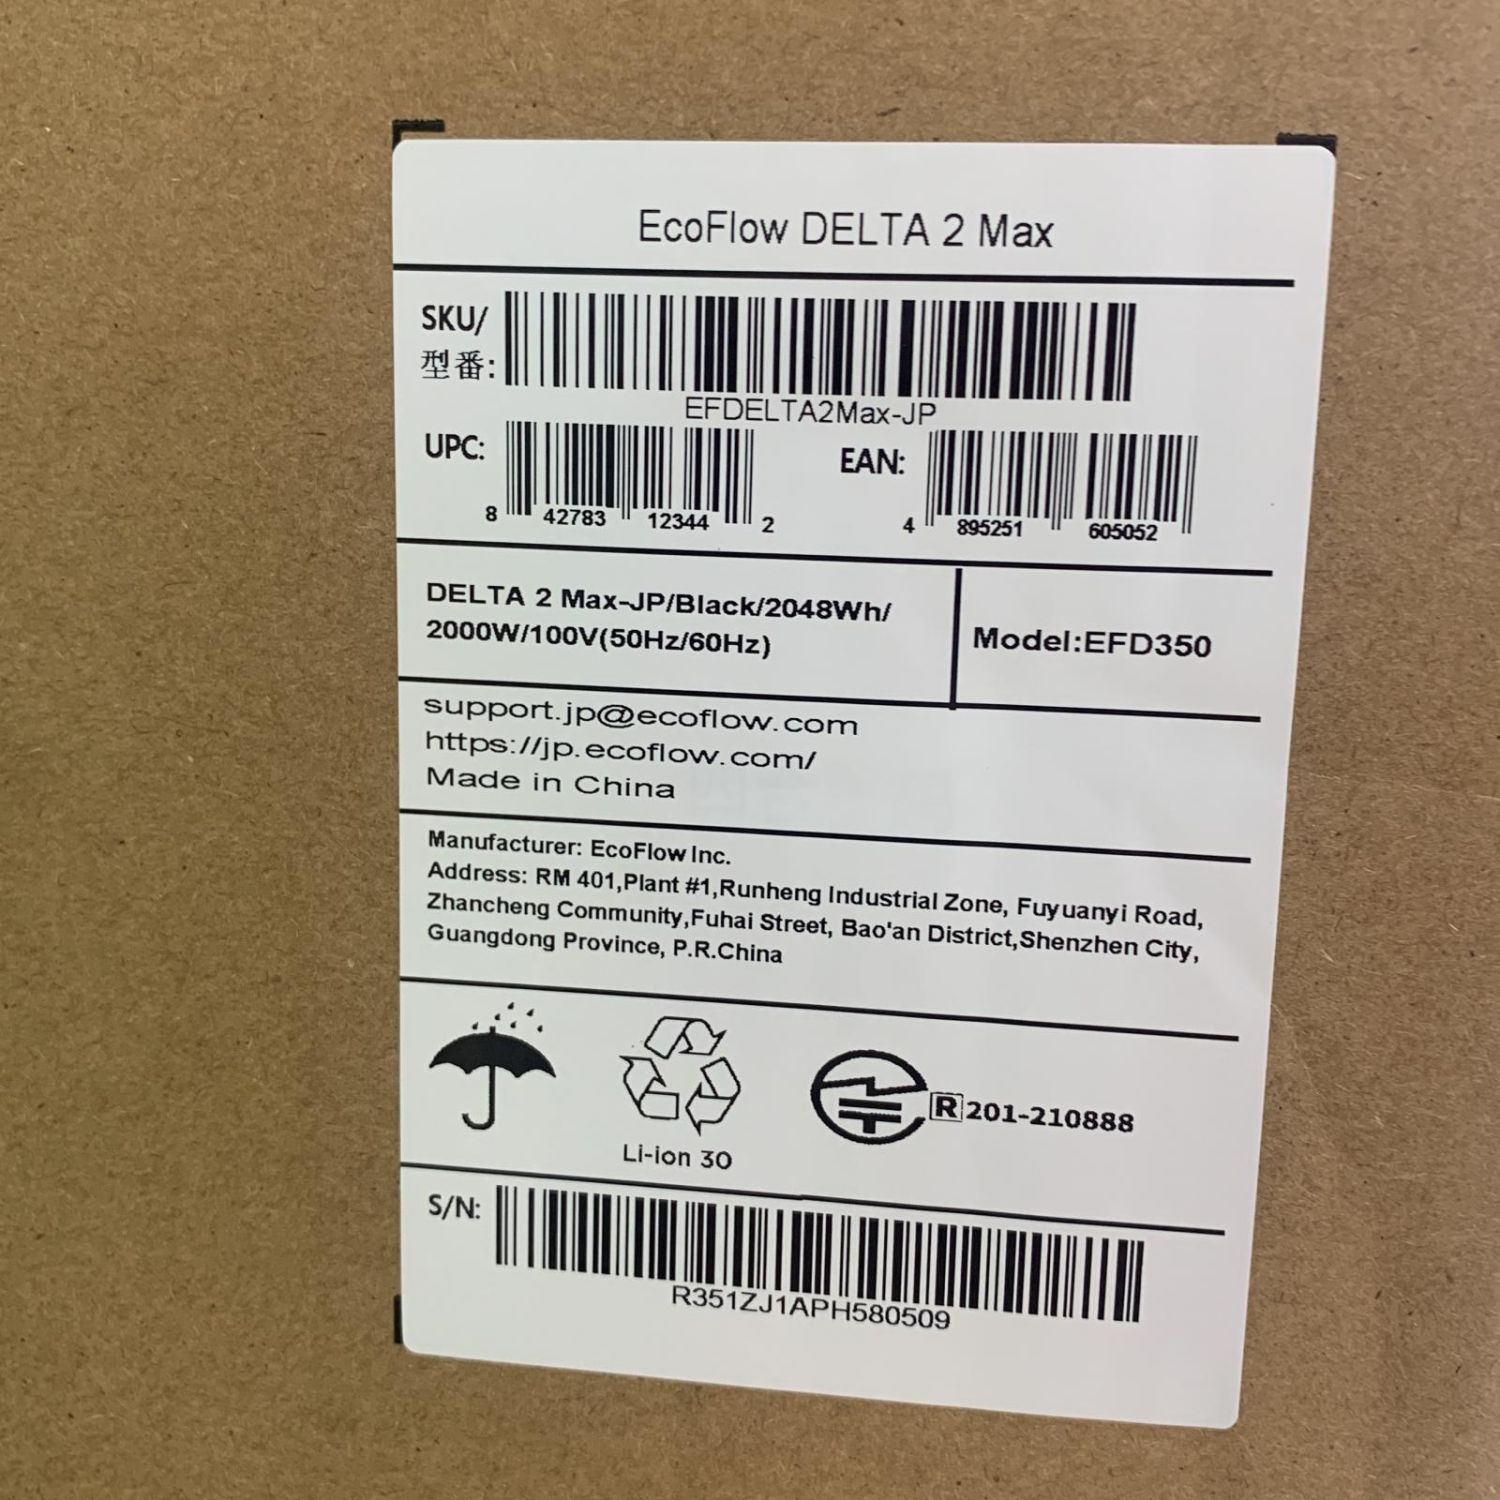 EcoFlow DELTA 2 Max
SKU/
型番:
EFDELTA2Max-JP
UPC:
8 42783 12344 2
EAN:
4 895251 605052
DELTA 2 Max-JP/Black/2048Wh/
2000W/100V(50Hz/60Hz)
Model:EFD350
support.jp@ecoflow.com
https://jp.ecoflow.com/
Made in China
Manufacturer: EcoFlow Inc.
Address: RM 401,Plant #1,Runheng Industrial Zone, Fuyuanyi Road,
Zhancheng Community,Fuhai Street, Bao'an District,Shenzhen City,
Guangdong Province, P.R.China
Li-ion 30
R 201-210888
S/N:
R351ZJ1APH580509